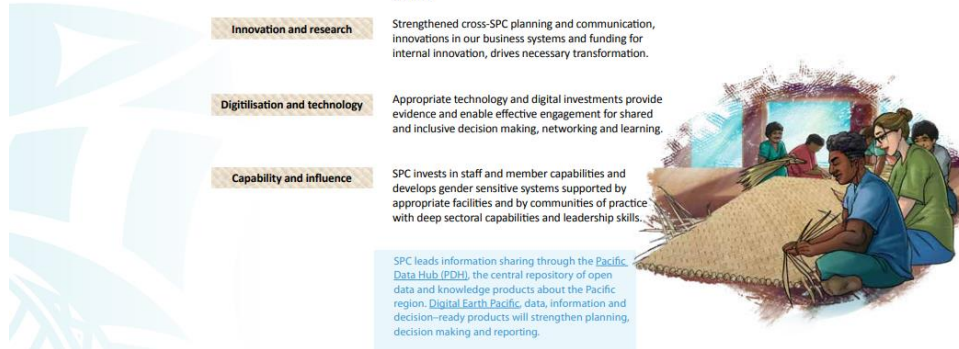 Innovation and research
Strengthened cross-SPC planning and communication,
innovations in our business systems and funding for
internal innovation, drives necessary transformation.
Digitilisation and technology
Appropriate technology and digital investments provide
evidence and enable effective engagement for shared
and inclusive decision making, networking and learning.
Capability and influence
SPC invests in staff and member capabilities and
develops gender sensitive systems supported by
appropriate facilities and by communities of practice
with deep sectoral capabilities and leadership skills.
SPC leads information sharing through the Pacific
Data Hub (PDH), the central repository of open
data and knowledge products about the Pacific
region. Digital Earth Pacific, data, information and
decision–ready products will strengthen planning,
decision making and reporting.